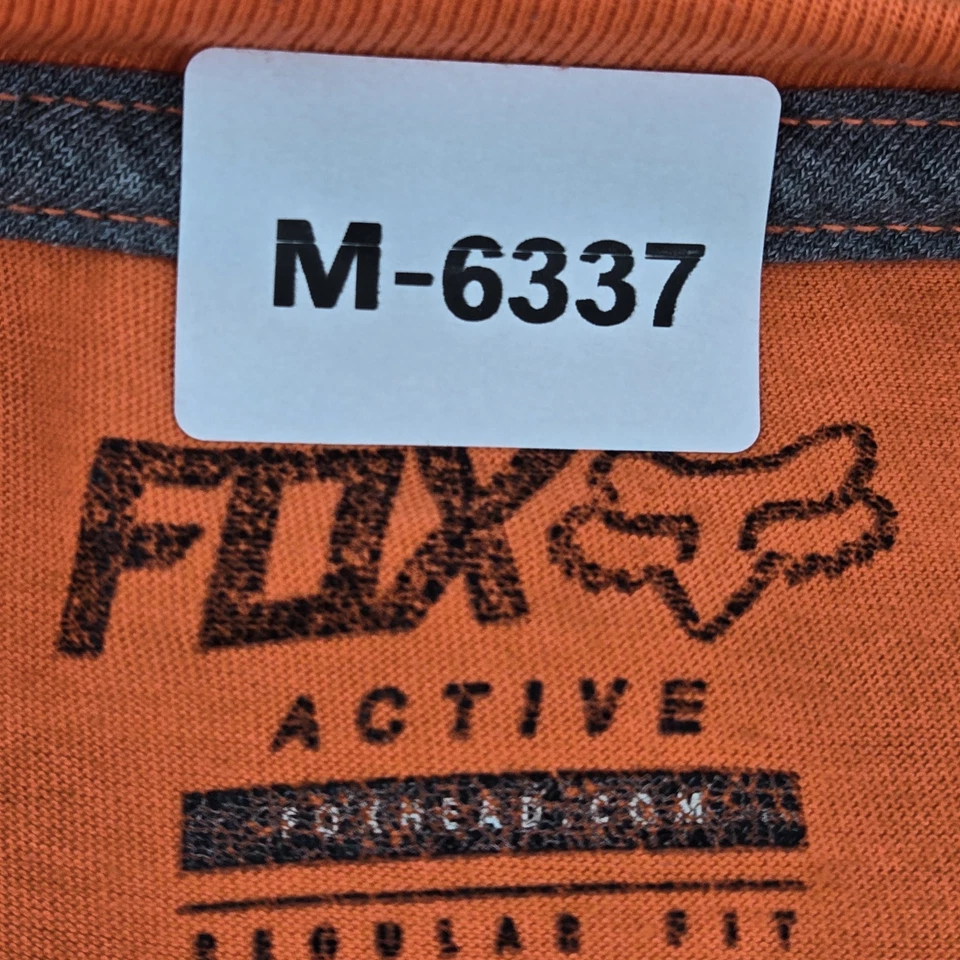 M-6337
FOX
ACTIVE
FOXHEAD.COM
REGULAR FIT